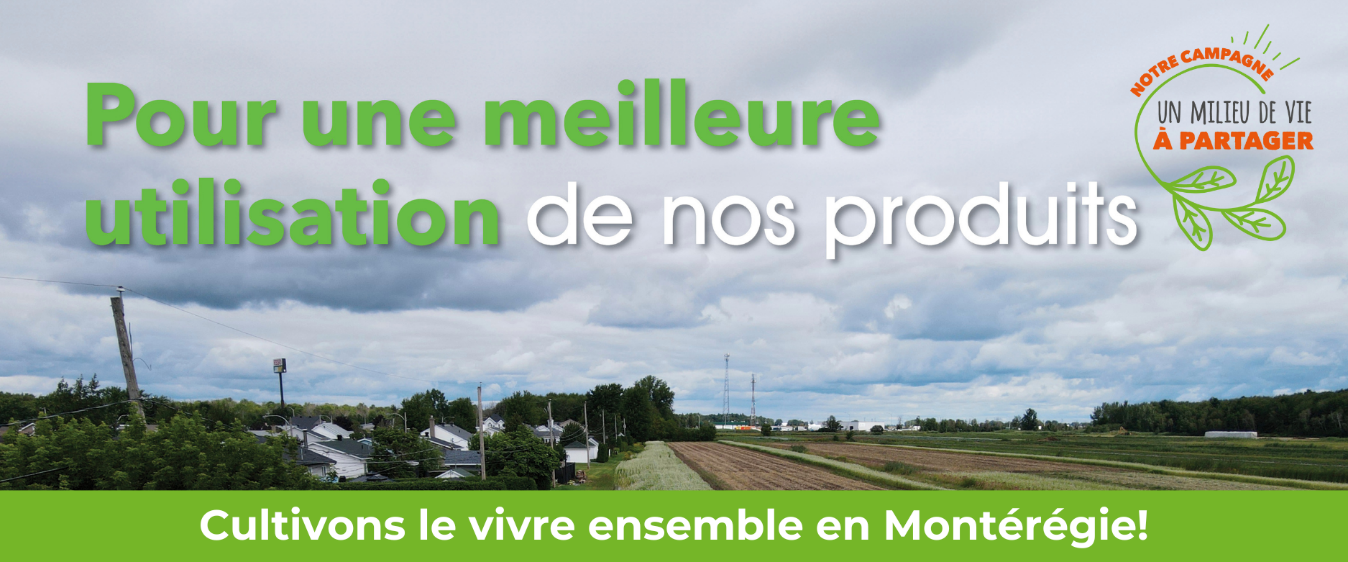 Pour une meilleure
utilisation de nos produits
NOTRE CAMPAGNE
UN MILIEU DE VIE
À PARTAGER
Cultivons le vivre ensemble en Montérégie!